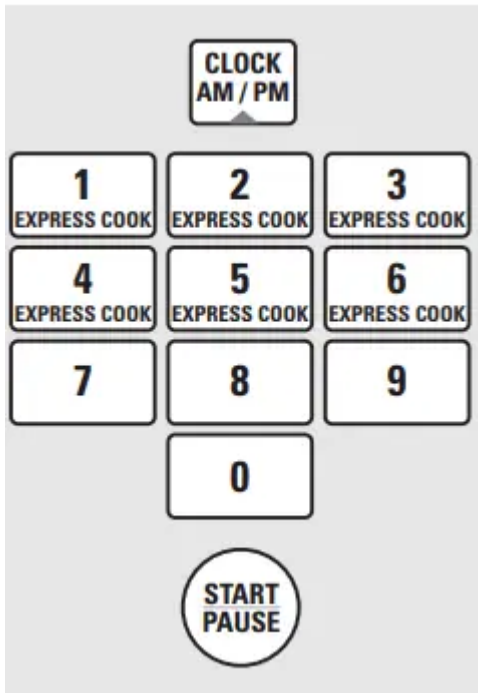 CLOCK
AM / PM
1 2 3
EXPRESS COOK EXPRESS COOK EXPRESS COOK
4 5 6
EXPRESS COOK EXPRESS COOK EXPRESS COOK
7 8 9
0
START
PAUSE